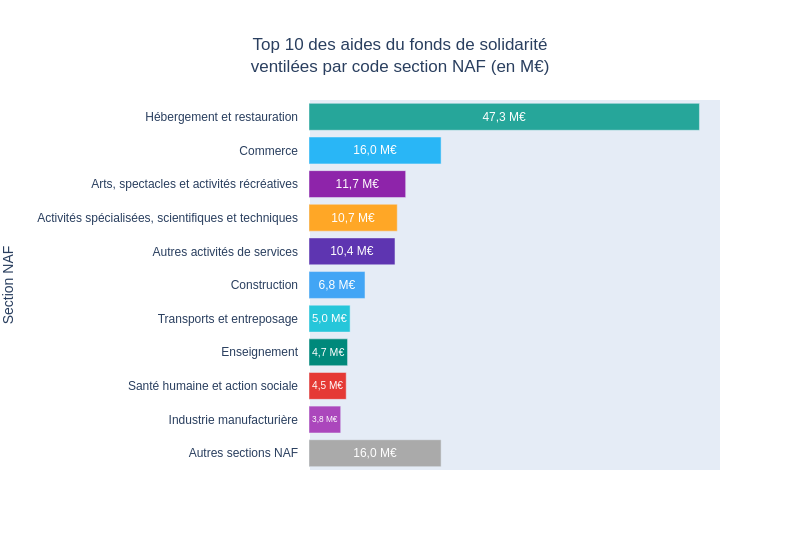 Top 10 des aides du fonds de solidarité
ventilées par code section NAF (en M€)
Section NAF
Hébergement et restauration 47,3 M€
Commerce 16,0 M€
Arts, spectacles et activités récréatives 11,7 M€
Activités spécialisées, scientifiques et techniques 10,7 M€
Autres activités de services 10,4 M€
Construction 6,8 M€
Transports et entreposage 5,0 M€
Enseignement 4,7 M€
Santé humaine et action sociale 4,5 M€
Industrie manufacturière 3,8 M€
Autres sections NAF 16,0 M€